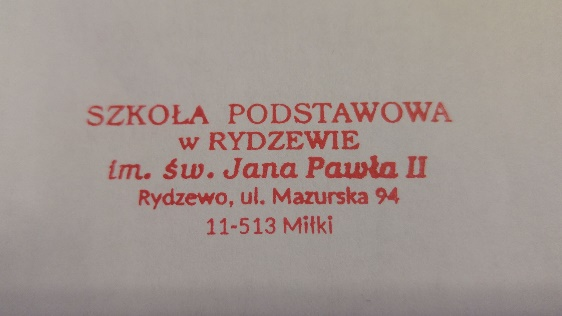 SZKOŁA PODSTAWOWA
w RYDZEWIE
im. św. Jana Pawła II
Rydzewo, ul. Mazurska 94
11-513 Miłki